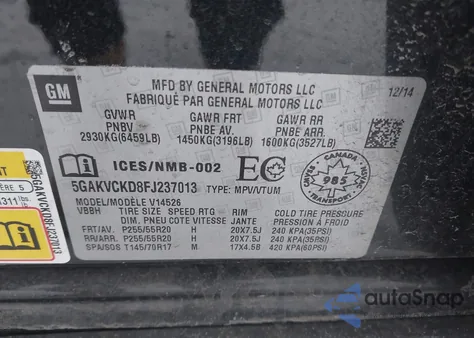 GM
MFD BY GENERAL MOTORS LLC
FABRIQUÉ PAR GENERAL MOTORS LLC
12/14
GVWR GAWR FRT GAWR RR
PNBV PNBE AV. PNBE ARR.
2930KG(6459LB) 1450KG(3196LB) 1600KG(3527LB)
ICES/NMB-002 EC
CANADA
985
TRANSPORT
5GAKVCKD8FJ237013 TYPE: MPV/VTUM
MODEL/MODÈLE V14526
VBBH TIRE SIZE SPEED RTG RIM COLD TIRE PRESSURE
DIM. PNEU COTE VITESSE JANTE PRESSION À FROID
FRT/AV. P255/55R20 H 20X7.5J 240 KPA(35PSI)
RR/ARR. P255/55R20 H 20X7.5J 240 KPA(35PSI)
SPA/SOS T145/70R17 M 17X4.5B 420 KPA(60PSI)
5GAKVCKD8FJ237013
autoSnap